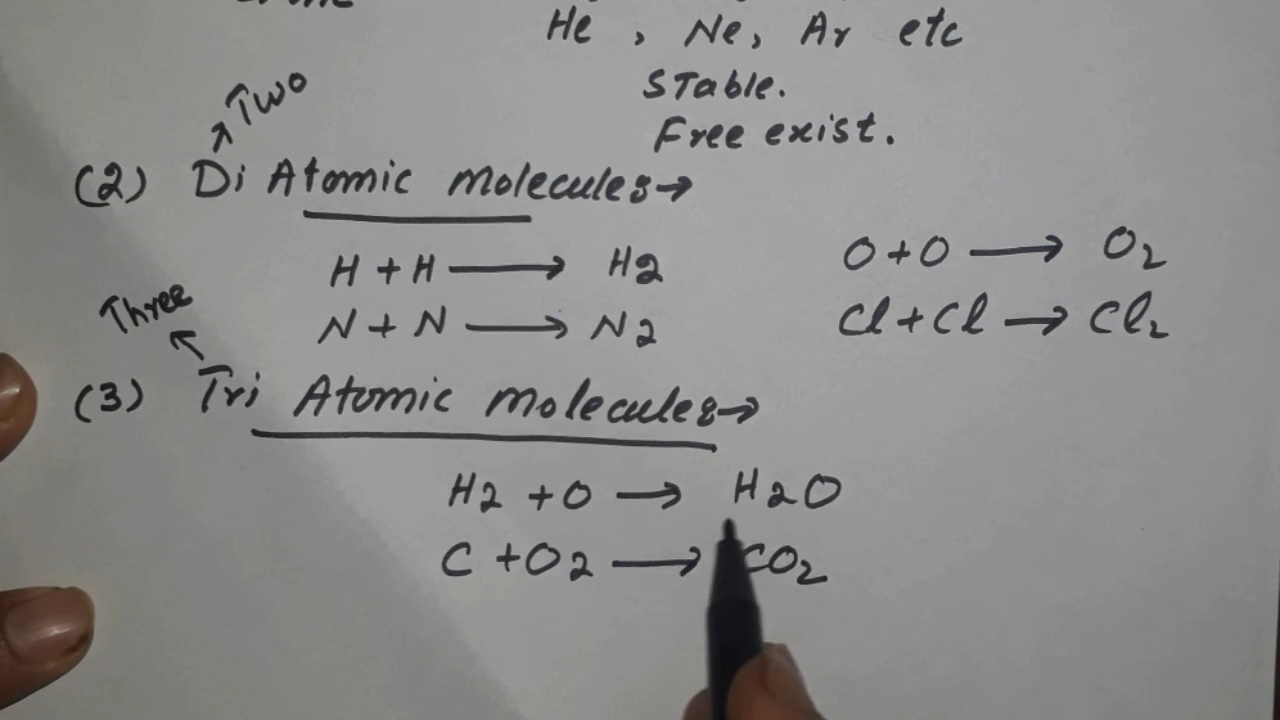 He, Ne, Ar etc
STable.
Free exist.
Two
(2) Di Atomic molecules→
H + H ⟶ H2
O + O ⟶ O2
N + N ⟶ N2
Cl + Cl → Cl2
Three
(3) Tri Atomic molecules→
H2 + O → H2O
C + O2 ⟶ CO2